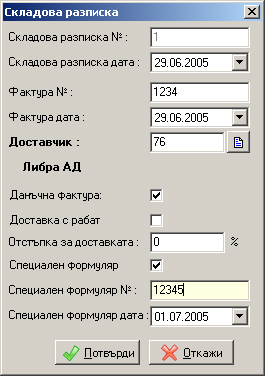 Складова разписка
Складова разписка № : 1
Складова разписка дата : 29.06.2005
Фактура № : 1234
Фактура дата : 29.06.2005
Доставчик : 76
Либра АД
Данъчна фактура:
Доставка с рабат
Отстъпка за доставката : 0 %
Специален формуляр
Специален формуляр № : 12345
Специален формуляр дата : 01.07.2005
Потвърди Откажи